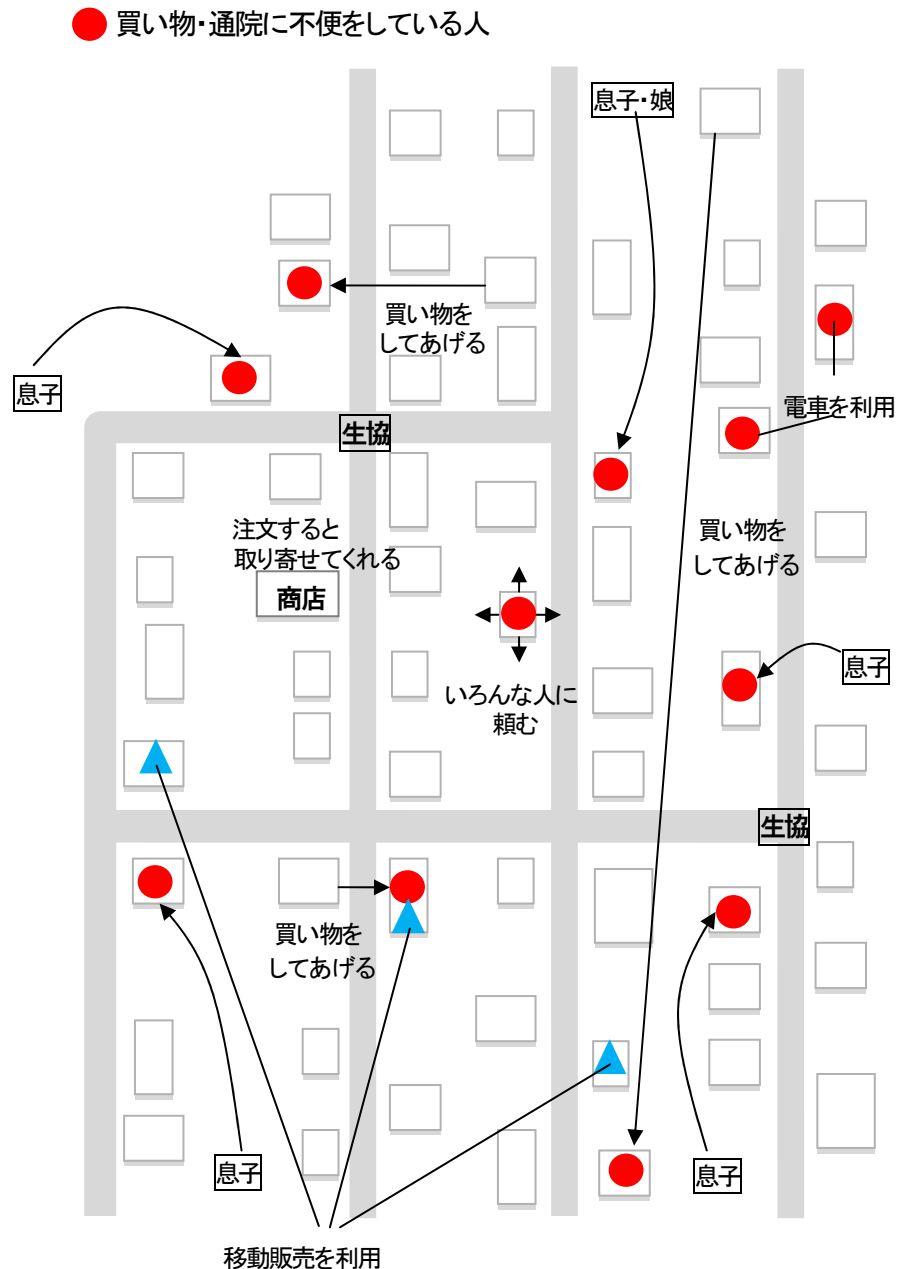 買い物・通院に不便をしている人
息子・娘
買い物を
してあげる
息子
電車を利用
生協
注文すると
取り寄せてくれる
商店
買い物を
してあげる
いろんな人に
頼む
息子
生協
買い物を
してあげる
息子
息子
移動販売を利用